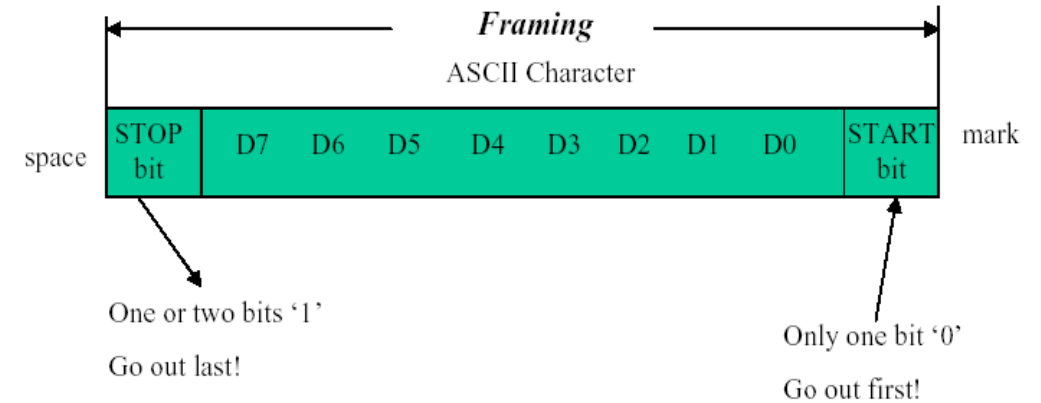 Framing
ASCII Character
space
STOP bit
D7 D6 D5 D4 D3 D2 D1 D0
START bit
mark
One or two bits ‘1’
Go out last!
Only one bit ‘0’
Go out first!